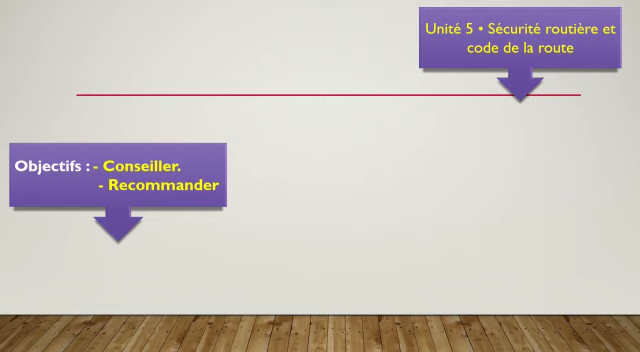 Unité 5 • Sécurité routière et
code de la route
Objectifs : - Conseiller.
- Recommander